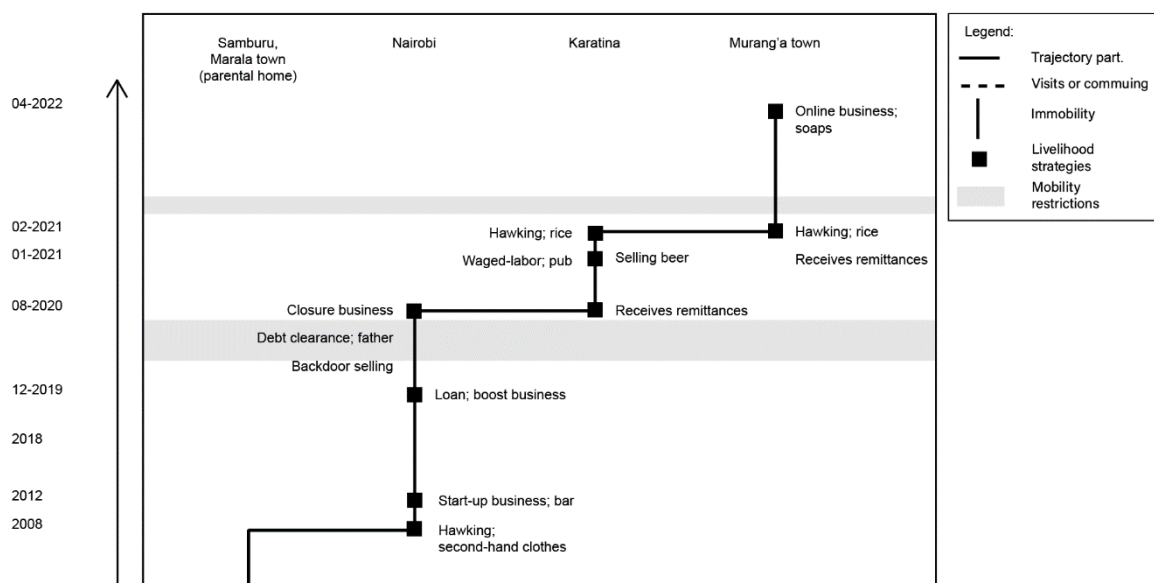 Samburu,
Marala town
(parental home)
Nairobi
Karatina
Murang'a town
Legend:
Trajectory part.
Visits or commuing
Immobility
Livelihood
strategies
Mobility
restrictions
04-2022
Online business;
soaps
02-2021
Hawking; rice
Hawking; rice
01-2021
Waged-labor; pub
Selling beer
Receives remittances
08-2020
Closure business
Receives remittances
Debt clearance; father
Backdoor selling
12-2019
Loan; boost business
2018
2012
Start-up business; bar
2008
Hawking;
second-hand clothes